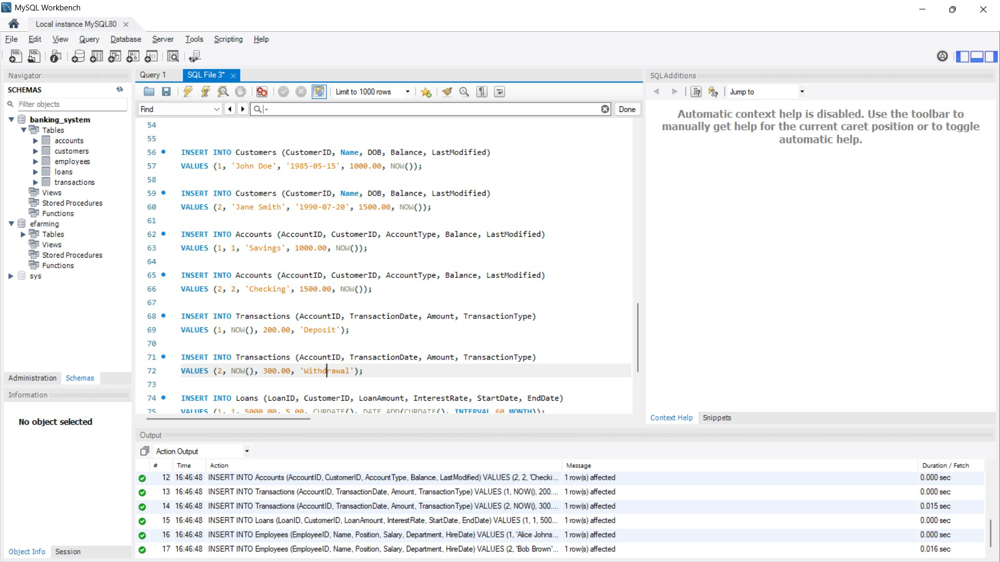 MySQL Workbench
Local instance MySQL80
File Edit View Query Database Server Tools Scripting Help
Navigator
SCHEMAS
Filter objects
banking_system
Tables
accounts
customers
employees
loans
transactions
Views
Stored Procedures
Functions
efarming
Tables
Views
Stored Procedures
Functions
sys
Administration Schemas
Information
No object selected
Object Info Session
Query 1 SQL File 3*
Limit to 1000 rows
Find
Done
54
55
56 INSERT INTO Customers (CustomerID, Name, DOB, Balance, LastModified)
57 VALUES (1, 'John Doe', '1985-05-15', 1000.00, NOW());
58
59 INSERT INTO Customers (CustomerID, Name, DOB, Balance, LastModified)
60 VALUES (2, 'Jane Smith', '1990-07-20', 1500.00, NOW());
61
62 INSERT INTO Accounts (AccountID, CustomerID, AccountType, Balance, LastModified)
63 VALUES (1, 1, 'Savings', 1000.00, NOW());
64
65 INSERT INTO Accounts (AccountID, CustomerID, AccountType, Balance, LastModified)
66 VALUES (2, 2, 'Checking', 1500.00, NOW());
67
68 INSERT INTO Transactions (AccountID, TransactionDate, Amount, TransactionType)
69 VALUES (1, NOW(), 200.00, 'Deposit');
70
71 INSERT INTO Transactions (AccountID, TransactionDate, Amount, TransactionType)
72 VALUES (2, NOW(), 300.00, 'Withdrawal');
73
74 INSERT INTO Loans (LoanID, CustomerID, LoanAmount, InterestRate, StartDate, EndDate)
75 VALUES (1, 1, 5000.00, 5.00, CURDATE(), DATE_ADD(CURDATE(), INTERVAL 60 MONTH));
SQLAdditions
Jump to
Automatic context help is disabled. Use the toolbar to
manually get help for the current caret position or to toggle
automatic help.
Context Help Snippets
Output
Action Output
# Time Action Message Duration / Fetch
12 16:46:48 INSERT INTO Accounts (AccountID, CustomerID, AccountType, Balance, LastModified) VALUES (2, 2, 'Checki... 1 row(s) affected 0.000 sec
13 16:46:48 INSERT INTO Transactions (AccountID, TransactionDate, Amount, TransactionType) VALUES (1, NOW(), 200.... 1 row(s) affected 0.000 sec
14 16:46:48 INSERT INTO Transactions (AccountID, TransactionDate, Amount, TransactionType) VALUES (2, NOW(), 300.... 1 row(s) affected 0.015 sec
15 16:46:48 INSERT INTO Loans (LoanID, CustomerID, LoanAmount, InterestRate, StartDate, EndDate) VALUES (1, 1, 500... 1 row(s) affected 0.000 sec
16 16:46:48 INSERT INTO Employees (EmployeeID, Name, Position, Salary, Department, HireDate) VALUES (1, 'Alice Johns... 1 row(s) affected 0.000 sec
17 16:46:48 INSERT INTO Employees (EmployeeID, Name, Position, Salary, Department, HireDate) VALUES (2, 'Bob Brown'... 1 row(s) affected 0.016 sec